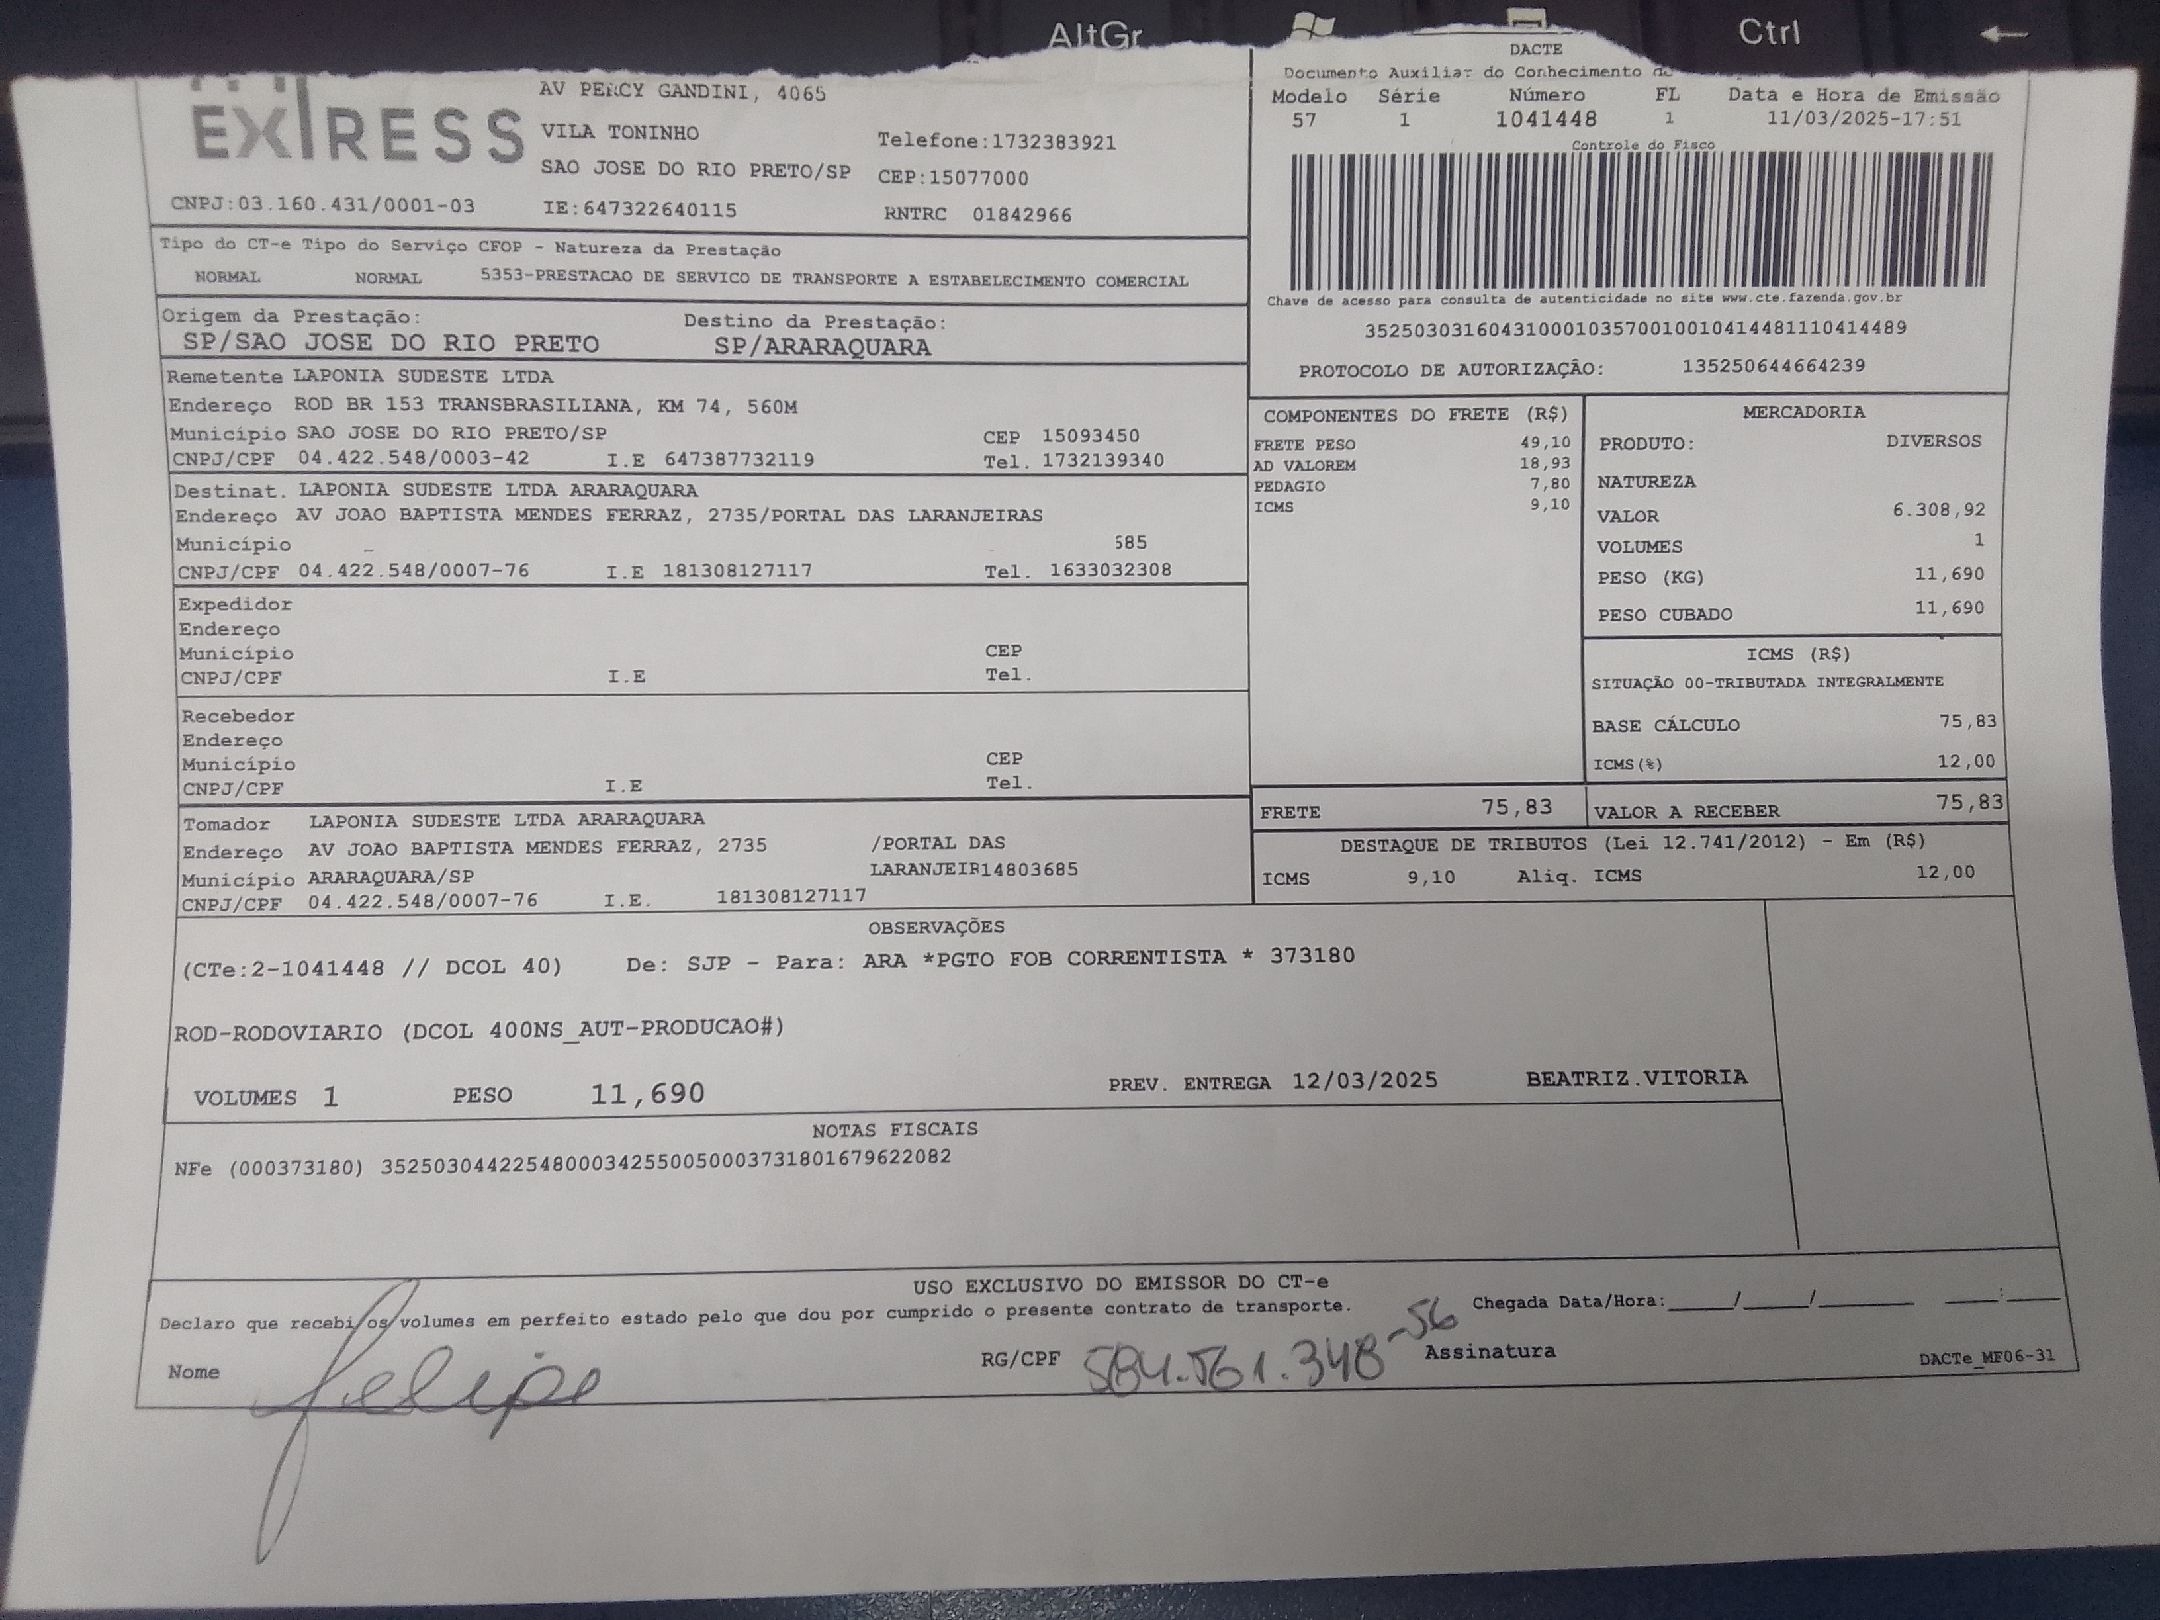 AltGr
Ctrl
←
EXPRESS
AV PERCY GANDINI, 4065
VILA TONINHO
Telefone:1732383921
SAO JOSE DO RIO PRETO/SP CEP:15077000
CNPJ:03.160.431/0001-03 IE:647322640115 RNTRC 01842966
DACTE
Documento Auxiliar do Conhecimento de
Modelo Série Número FL Data e Hora de Emissão
57 1 1041448 1 11/03/2025-17:51
Controle do Fisco
Chave de acesso para consulta de autenticidade no site www.cte.fazenda.gov.br
35250303160431000103570010010414481110414489
PROTOCOLO DE AUTORIZAÇÃO: 135250644664239
Tipo do CT-e Tipo do Serviço CFOP - Natureza da Prestação
NORMAL NORMAL 5353-PRESTACAO DE SERVICO DE TRANSPORTE A ESTABELECIMENTO COMERCIAL
Origem da Prestação: Destino da Prestação:
SP/SAO JOSE DO RIO PRETO SP/ARARAQUARA
Remetente LAPONIA SUDESTE LTDA
Endereço ROD BR 153 TRANSBRASILIANA, KM 74, 560M
Município SAO JOSE DO RIO PRETO/SP CEP 15093450
CNPJ/CPF 04.422.548/0003-42 I.E 647387732119 Tel. 1732139340
Destinat. LAPONIA SUDESTE LTDA ARARAQUARA
Endereço AV JOAO BAPTISTA MENDES FERRAZ, 2735/PORTAL DAS LARANJEIRAS
Município 585
CNPJ/CPF 04.422.548/0007-76 I.E 181308127117 Tel. 1633032308
Expedidor
Endereço
Município CEP
CNPJ/CPF I.E Tel.
Recebedor
Endereço
Município CEP
CNPJ/CPF I.E Tel.
Tomador LAPONIA SUDESTE LTDA ARARAQUARA
Endereço AV JOAO BAPTISTA MENDES FERRAZ, 2735 /PORTAL DAS
Município ARARAQUARA/SP LARANJEIR14803685
CNPJ/CPF 04.422.548/0007-76 I.E. 181308127117
COMPONENTES DO FRETE (R$)
FRETE PESO 49,10
AD VALOREM 18,93
PEDAGIO 7,80
ICMS 9,10
MERCADORIA
PRODUTO: DIVERSOS
NATUREZA
VALOR 6.308,92
VOLUMES 1
PESO (KG) 11,690
PESO CUBADO 11,690
ICMS (R$)
SITUAÇÃO 00-TRIBUTADA INTEGRALMENTE
BASE CÁLCULO 75,83
ICMS(%) 12,00
FRETE 75,83 VALOR A RECEBER 75,83
DESTAQUE DE TRIBUTOS (Lei 12.741/2012) - Em (R$)
ICMS 9,10 Aliq. ICMS 12,00
OBSERVAÇÕES
(CTe:2-1041448 // DCOL 40) De: SJP - Para: ARA *PGTO FOB CORRENTISTA * 373180
ROD-RODOVIARIO (DCOL 400NS_AUT-PRODUCAO#)
VOLUMES 1 PESO 11,690 PREV. ENTREGA 12/03/2025 BEATRIZ.VITORIA
NOTAS FISCAIS
NFe (000373180) 35250304422548000342550050003731801679622082
USO EXCLUSIVO DO EMISSOR DO CT-e
Declaro que recebi os volumes em perfeito estado pelo que dou por cumprido o presente contrato de transporte. Chegada Data/Hora:____/____/______ ___:___
Nome felipe RG/CPF 584.561.348-56 Assinatura DACTe_MF06-31